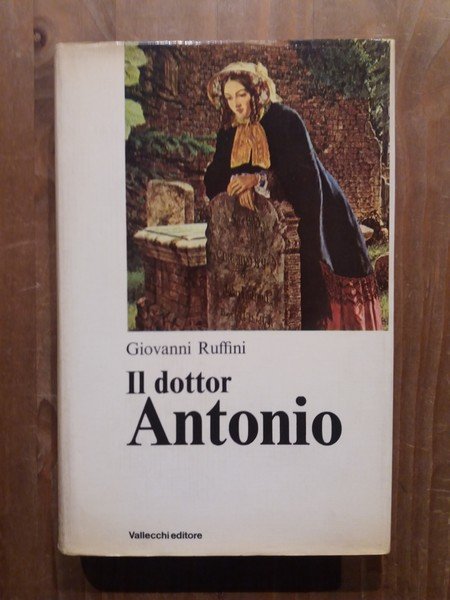 Giovanni Ruffini
Il dottor
Antonio
Vallecchi editore